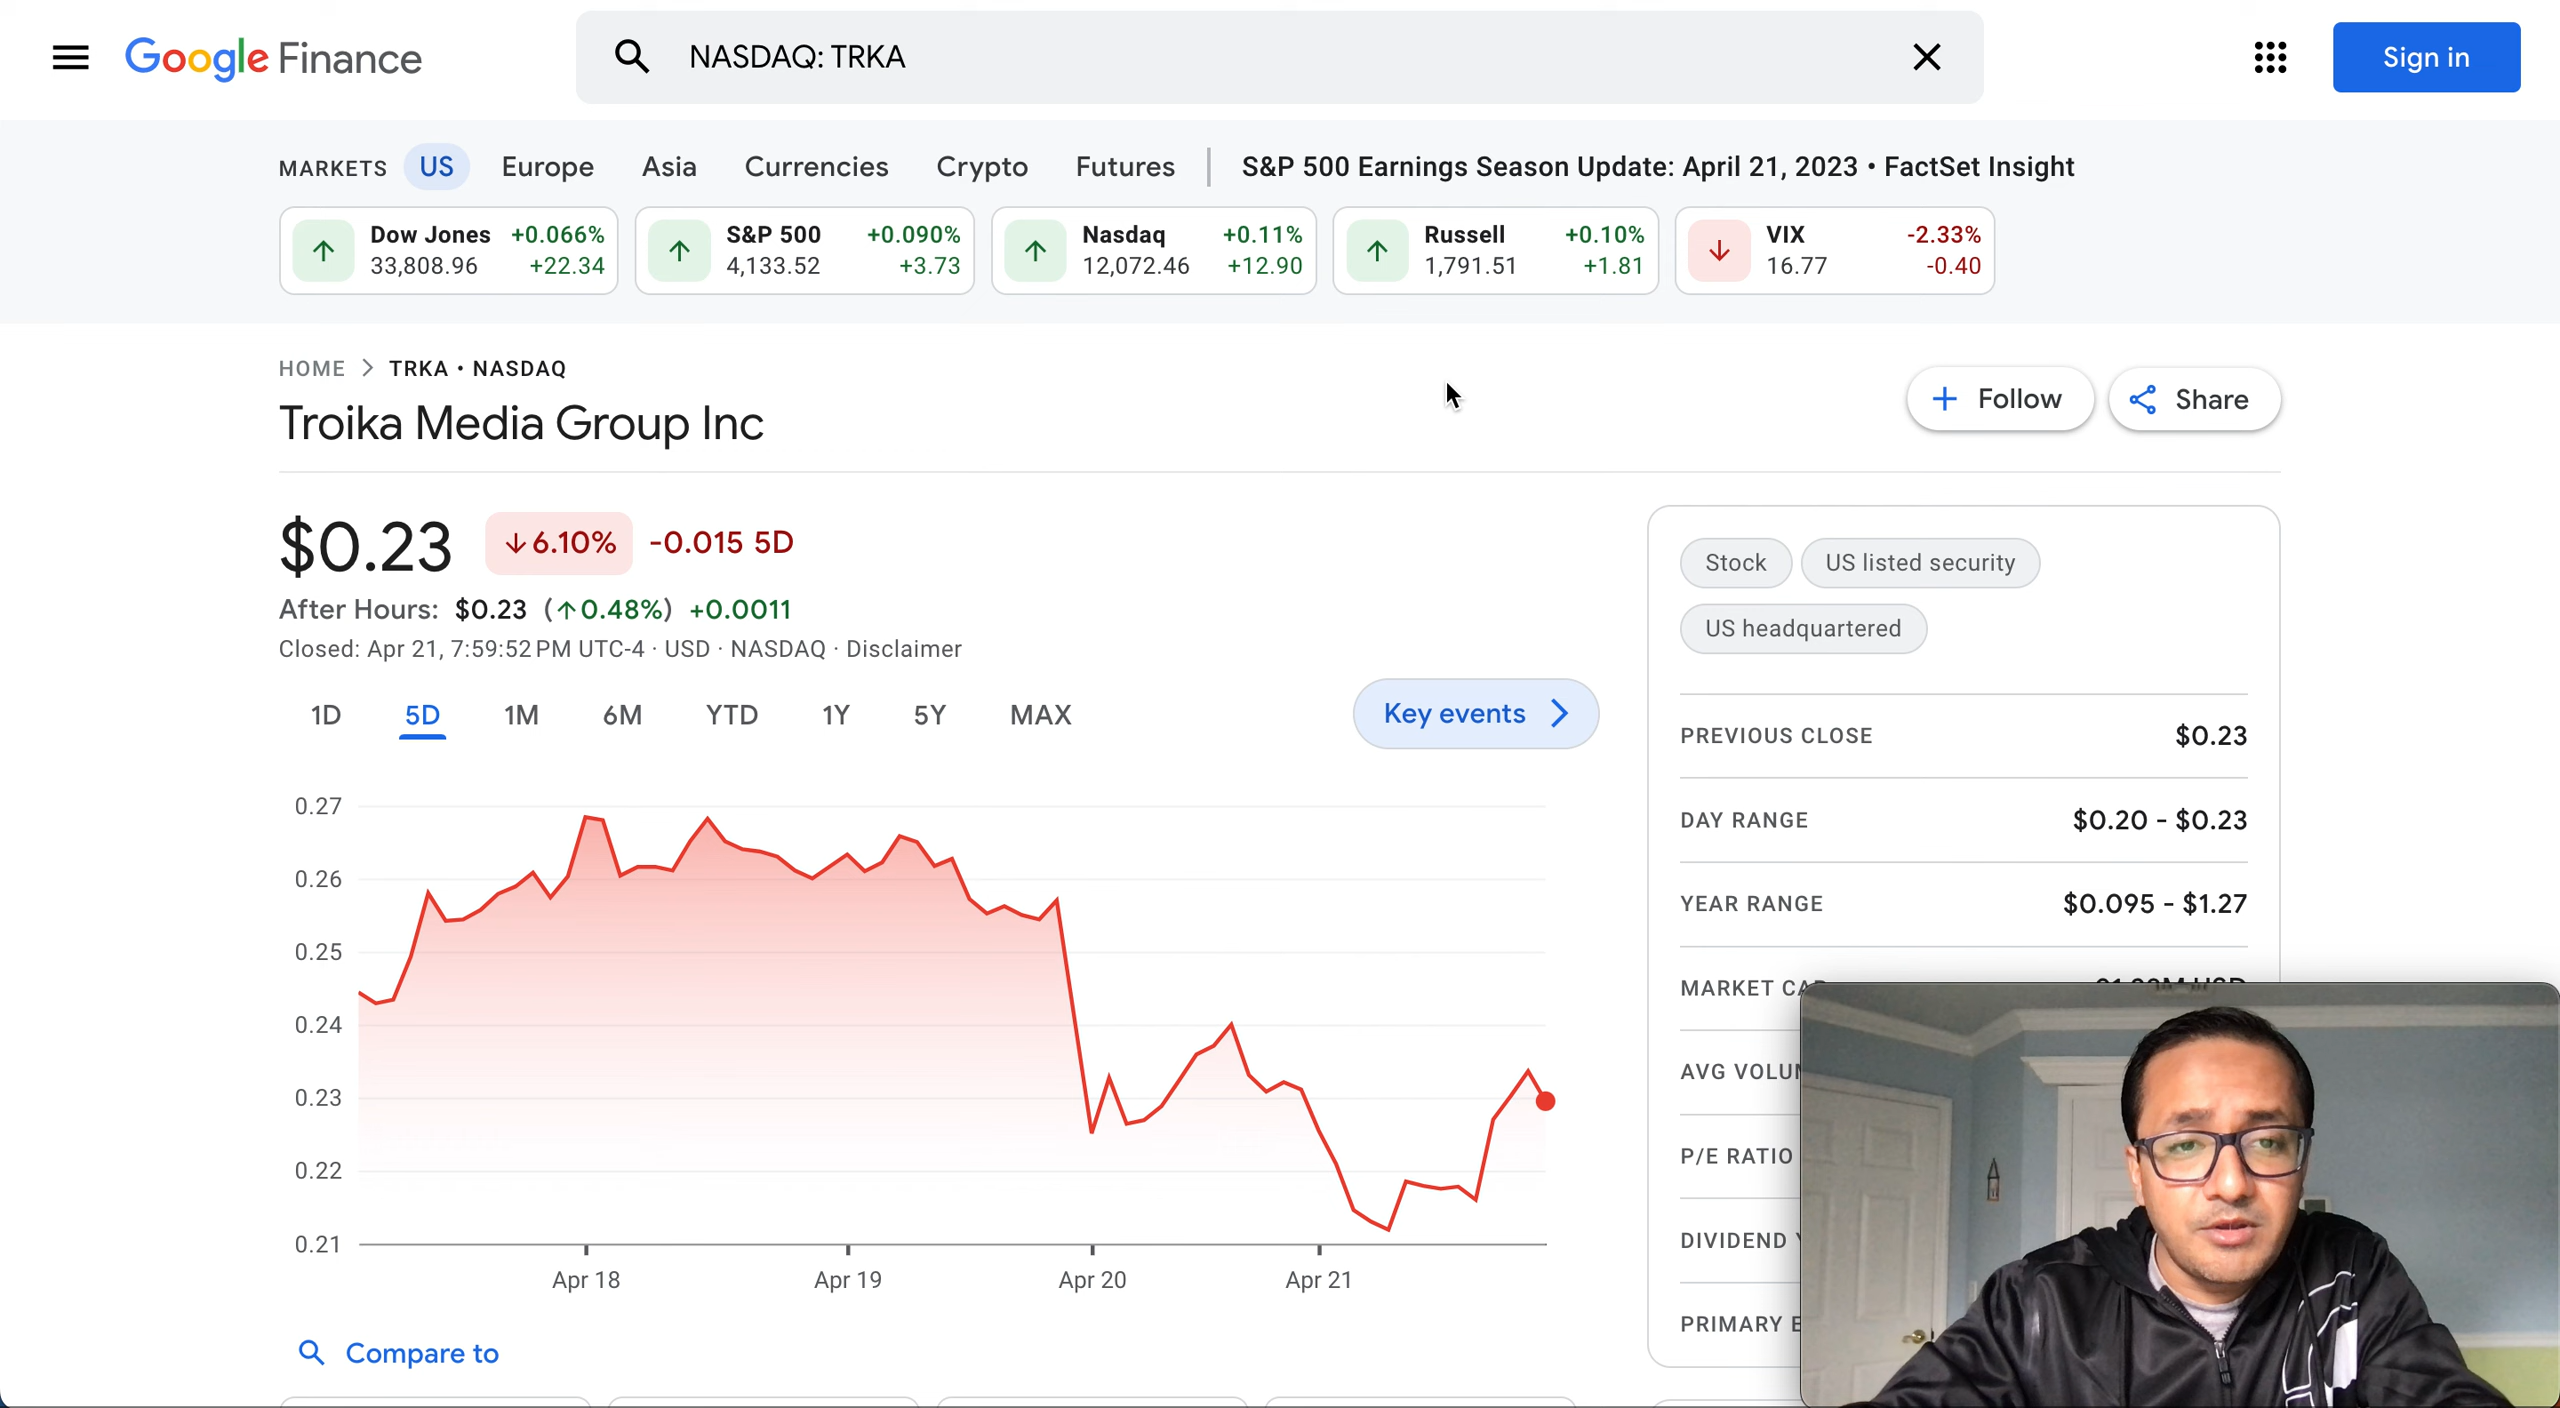 Google Finance
NASDAQ: TRKA
Sign in
MARKETS US Europe Asia Currencies Crypto Futures S&P 500 Earnings Season Update: April 21, 2023 • FactSet Insight
Dow Jones +0.066%
33,808.96 +22.34
S&P 500 +0.090%
4,133.52 +3.73
Nasdaq +0.11%
12,072.46 +12.90
Russell +0.10%
1,791.51 +1.81
VIX -2.33%
16.77 -0.40
HOME > TRKA • NASDAQ
Troika Media Group Inc
+ Follow
Share
$0.23 ↓6.10% -0.015 5D
After Hours: $0.23 (↑0.48%) +0.0011
Closed: Apr 21, 7:59:52 PM UTC-4 · USD · NASDAQ · Disclaimer
1D 5D 1M 6M YTD 1Y 5Y MAX
Key events >
0.27
0.26
0.25
0.24
0.23
0.22
0.21
Apr 18 Apr 19 Apr 20 Apr 21
Compare to
Stock US listed security
US headquartered
PREVIOUS CLOSE $0.23
DAY RANGE $0.20 - $0.23
YEAR RANGE $0.095 - $1.27
MARKET CAP
AVG VOLUM
P/E RATIO
DIVIDEND
PRIMARY E